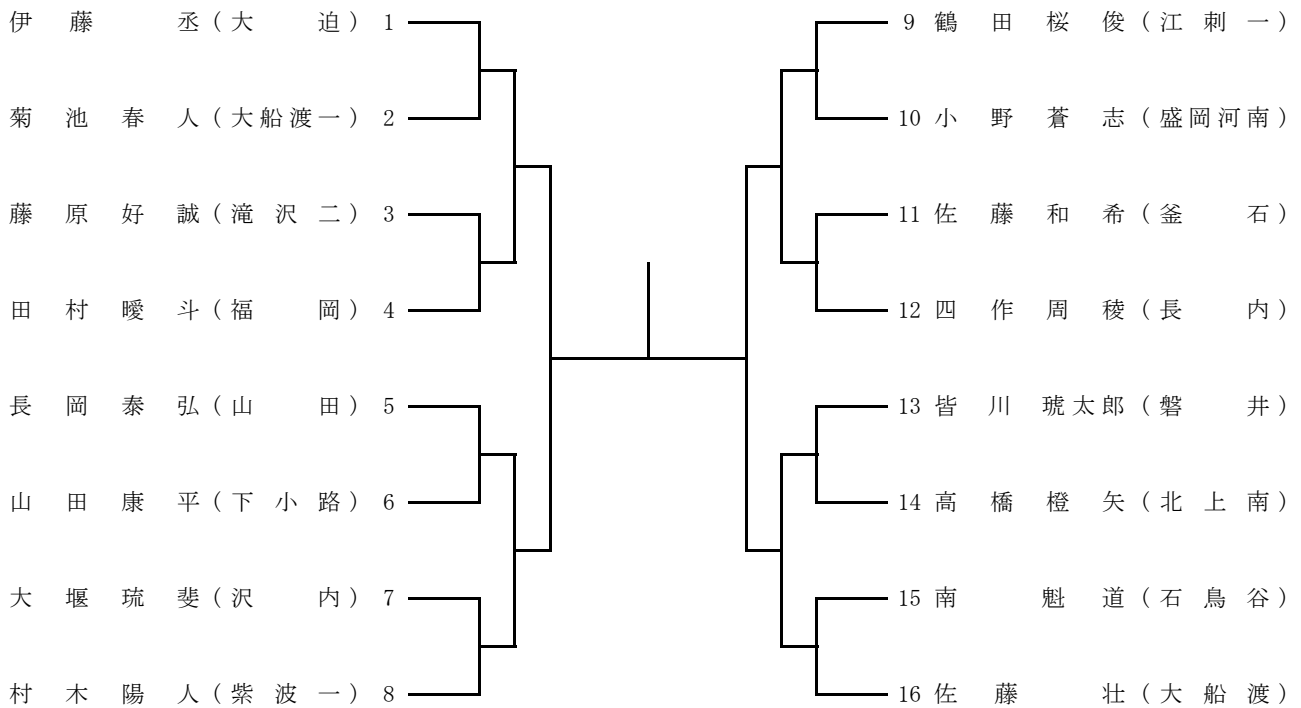 伊藤丞（大迫） 1
菊池春人（大船渡一） 2
藤原好誠（滝沢二） 3
田村曖斗（福岡） 4
長岡泰弘（山田） 5
山田康平（下小路） 6
大堰琉斐（沢内） 7
村木陽人（紫波一） 8
9 鶴田桜俊（江刺一）
10 小野蒼志（盛岡河南）
11 佐藤和希（釜石）
12 四作周稜（長内）
13 皆川琥太郎（磐井）
14 高橋橙矢（北上南）
15 南魁道（石鳥谷）
16 佐藤壮（大船渡）